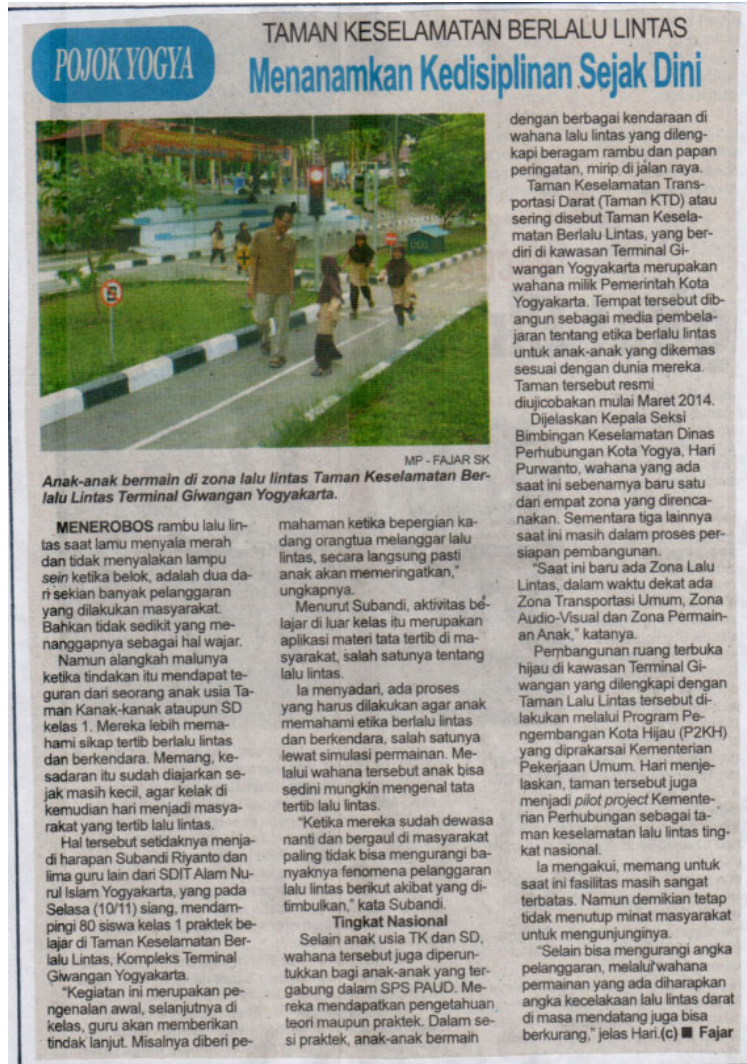 POJOK YOGYA
TAMAN KESELAMATAN BERLALU LINTAS
Menanamkan Kedisiplinan Sejak Dini
MP - FAJAR SK
Anak-anak bermain di zona lalu lintas Taman Keselamatan Ber-
lalu Lintas Terminal Giwangan Yogyakarta.
MENEROBOS rambu lalu lin-
tas saat lamu menyala merah
dan tidak menyalakan lampu
sein ketika belok, adalah dua da-
ri sekian banyak pelanggaran
yang dilakukan masyarakat.
Bahkan tidak sedikit yang me-
nanggapnya sebagai hal wajar.
Namun alangkah malunya
ketika tindakan itu mendapat te-
guran dari seorang anak usia Ta-
man Kanak-kanak ataupun SD
kelas 1. Mereka lebih mema-
hami sikap tertib berlalu lintas
dan berkendara. Memang, ke-
sadaran itu sudah diajarkan se-
jak masih kecil, agar kelak di
kemudian hari menjadi masya-
rakat yang tertib lalu lintas.
Hal tersebut setidaknya menja-
di harapan Subandi Riyanto dan
lima guru lain dari SDIT Alam Nu-
rul Islam Yogyakarta, yang pada
Selasa (10/11) siang, mendam-
pingi 80 siswa kelas 1 praktek be-
lajar di Taman Keselamatan Ber-
lalu Lintas, Kompleks Terminal
Giwangan Yogyakarta.
"Kegiatan ini merupakan pe-
ngenalan awal, selanjutnya di
kelas, guru akan memberikan
tindak lanjut. Misalnya diberi pe-
mahaman ketika bepergian ka-
dang orangtua melanggar lalu
lintas, secara langsung pasti
anak akan memeringatkan,"
ungkapnya.
Menurut Subandi, aktivitas be-
lajar di luar kelas itu merupakan
aplikasi materi tata tertib di ma-
syarakat, salah satunya tentang
lalu lintas.
Ia menyadari, ada proses
yang harus dilakukan agar anak
memahami etika berlalu lintas
dan berkendara, salah satunya
lewat simulasi permainan. Me-
lalui wahana tersebut anak bisa
sedini mungkin mengenal tata
tertib lalu lintas.
"Ketika mereka sudah dewasa
nanti dan bergaul di masyarakat
paling tidak bisa mengurangi ba-
nyaknya fenomena pelanggaran
lalu lintas berikut akibat yang di-
timbulkan," kata Subandi.
Tingkat Nasional
Selain anak usia TK dan SD,
wahana tersebut juga diperun-
tukkan bagi anak-anak yang ter-
gabung dalam SPS PAUD. Me-
reka mendapatkan pengetahuan
teori maupun praktek. Dalam se-
si praktek, anak-anak bermain
dengan berbagai kendaraan di
wahana lalu lintas yang dileng-
kapi beragam rambu dan papan
peringatan, mirip di jalan raya.
Taman Keselamatan Trans-
portasi Darat (Taman KTD) atau
sering disebut Taman Kesela-
matan Berlalu Lintas, yang ber-
diri di kawasan Terminal Gi-
wangan Yogyakarta merupakan
wahana milik Pemerintah Kota
Yogyakarta. Tempat tersebut dib-
angun sebagai media pembela-
jaran tentang etika berlalu lintas
untuk anak-anak yang dikemas
sesuai dengan dunia mereka.
Taman tersebut resmi
diujicobakan mulai Maret 2014.
Dijelaskan Kepala Seksi
Bimbingan Keselamatan Dinas
Perhubungan Kota Yogya, Hari
Purwanto, wahana yang ada
saat ini sebenarnya baru satu
dari empat zona yang direnca-
nakan. Sementara tiga lainnya
saat ini masih dalam proses per-
siapan pembangunan.
"Saat ini baru ada Zona Lalu
Lintas, dalam waktu dekat ada
Zona Transportasi Umum, Zona
Audio-Visual dan Zona Permain-
an Anak," katanya.
Pembangunan ruang terbuka
hijau di kawasan Terminal Gi-
wangan yang dilengkapi dengan
Taman Lalu Lintas tersebut di-
lakukan melalui Program Pe-
ngembangan Kota Hijau (P2KH)
yang diprakarsai Kementerian
Pekerjaan Umum. Hari menje-
laskan, taman tersebut juga
menjadi pilot project Kemente-
rian Perhubungan sebagai ta-
man keselamatan lalu lintas ting-
kat nasional.
Ia mengakui, memang untuk
saat ini fasilitas masih sangat
terbatas. Namun demikian tetap
tidak menutup minat masyarakat
untuk mengunjunginya.
"Selain bisa mengurangi angka
pelanggaran, melalui wahana
permainan yang ada diharapkan
angka kecelakaan lalu lintas darat
di masa mendatang juga bisa
berkurang," jelas Hari.(c) ■ Fajar